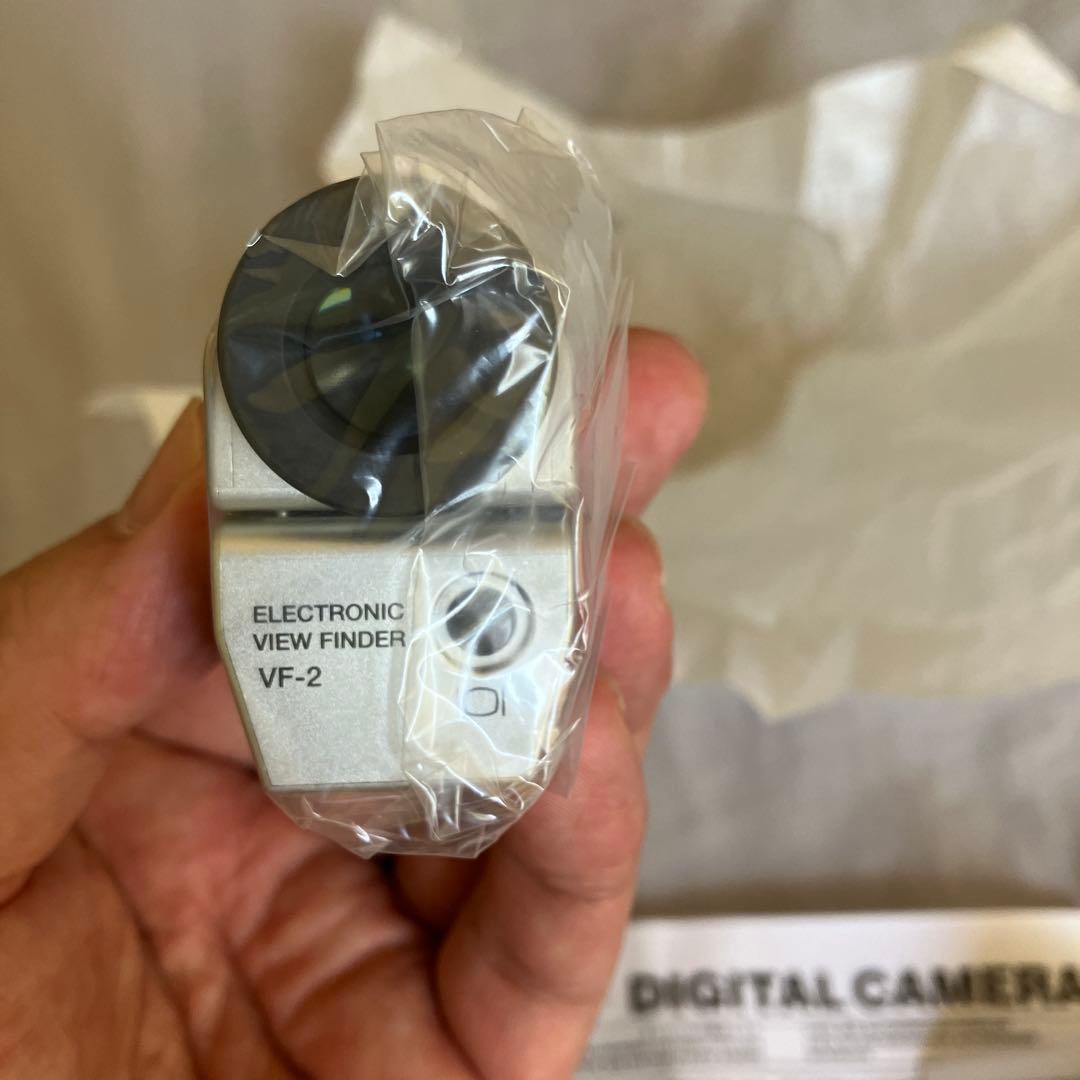 ELECTRONIC
VIEW FINDER
VF-2
DIGITAL CAMERA